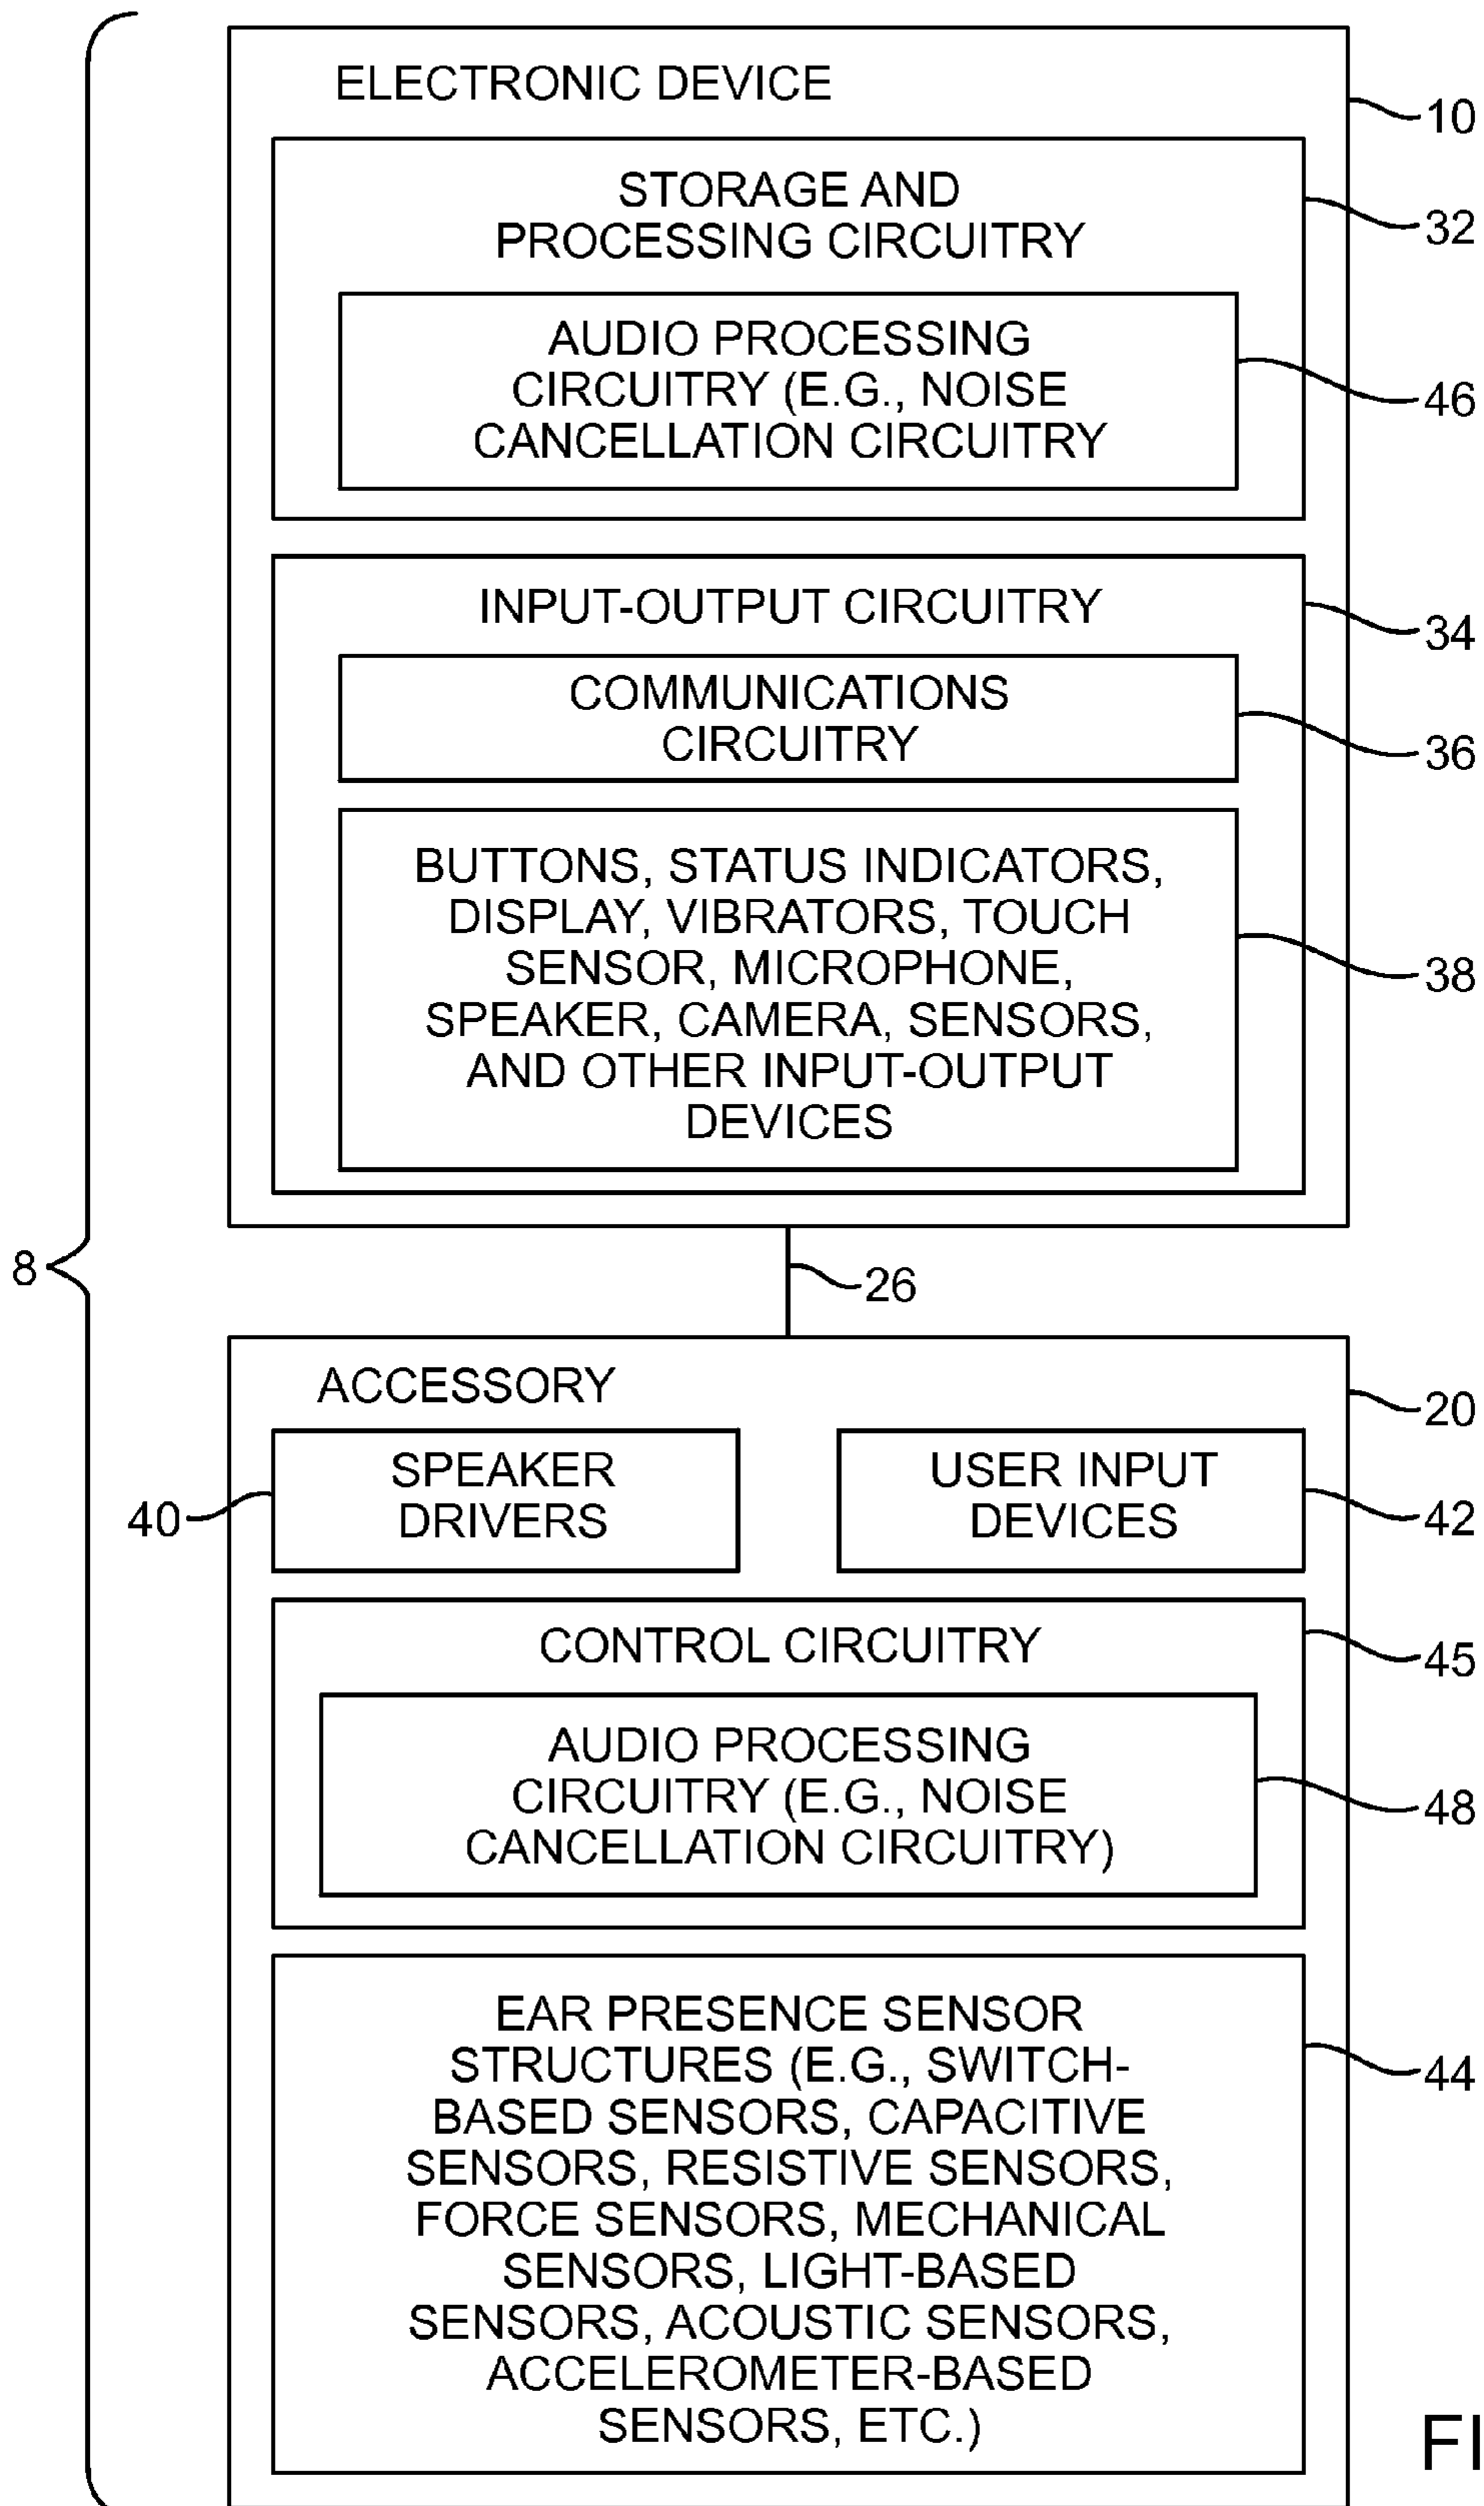 ELECTRONIC DEVICE
10
STORAGE AND
PROCESSING CIRCUITRY
32
AUDIO PROCESSING
CIRCUITRY (E.G., NOISE
CANCELLATION CIRCUITRY
46
INPUT-OUTPUT CIRCUITRY
34
COMMUNICATIONS
CIRCUITRY
36
BUTTONS, STATUS INDICATORS,
DISPLAY, VIBRATORS, TOUCH
SENSOR, MICROPHONE,
SPEAKER, CAMERA, SENSORS,
AND OTHER INPUT-OUTPUT
DEVICES
38
8
26
ACCESSORY
20
SPEAKER
DRIVERS
40
USER INPUT
DEVICES
42
CONTROL CIRCUITRY
45
AUDIO PROCESSING
CIRCUITRY (E.G., NOISE
CANCELLATION CIRCUITRY)
48
EAR PRESENCE SENSOR
STRUCTURES (E.G., SWITCH-
BASED SENSORS, CAPACITIVE
SENSORS, RESISTIVE SENSORS,
FORCE SENSORS, MECHANICAL
SENSORS, LIGHT-BASED
SENSORS, ACOUSTIC SENSORS,
ACCELEROMETER-BASED
SENSORS, ETC.)
44